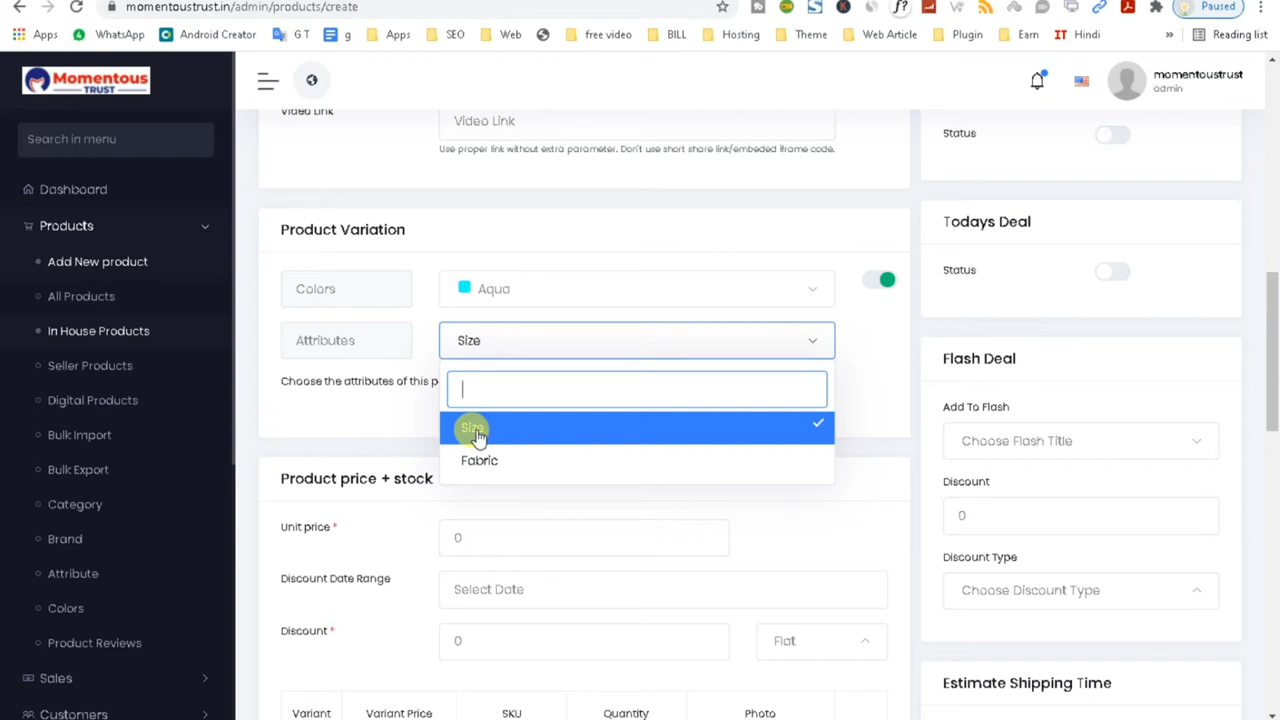 momentoustrust.in/admin/products/create
Paused
Apps WhatsApp Android Creator G T g Apps SEO Web free video BILL Hosting Theme Web Article Plugin Earn IT Hindi » Reading list
Momentous
TRUST
momentoustrust
admin
Search in menu
Dashboard
Products
Add New product
All Products
In House Products
Seller Products
Digital Products
Bulk Import
Bulk Export
Category
Brand
Attribute
Colors
Product Reviews
Sales
Customers
Video Link
Video Link
Use proper link without extra parameter. Don't use short share link/embeded iframe code.
Product Variation
Colors
Aqua
Attributes
Size
Choose the attributes of this p
Size
Fabric
Product price + stock
Unit price *
0
Discount Date Range
Select Date
Discount *
0
Flat
Variant
Variant Price
SKU
Quantity
Photo
Status
Todays Deal
Status
Flash Deal
Add To Flash
Choose Flash Title
Discount
0
Discount Type
Choose Discount Type
Estimate Shipping Time